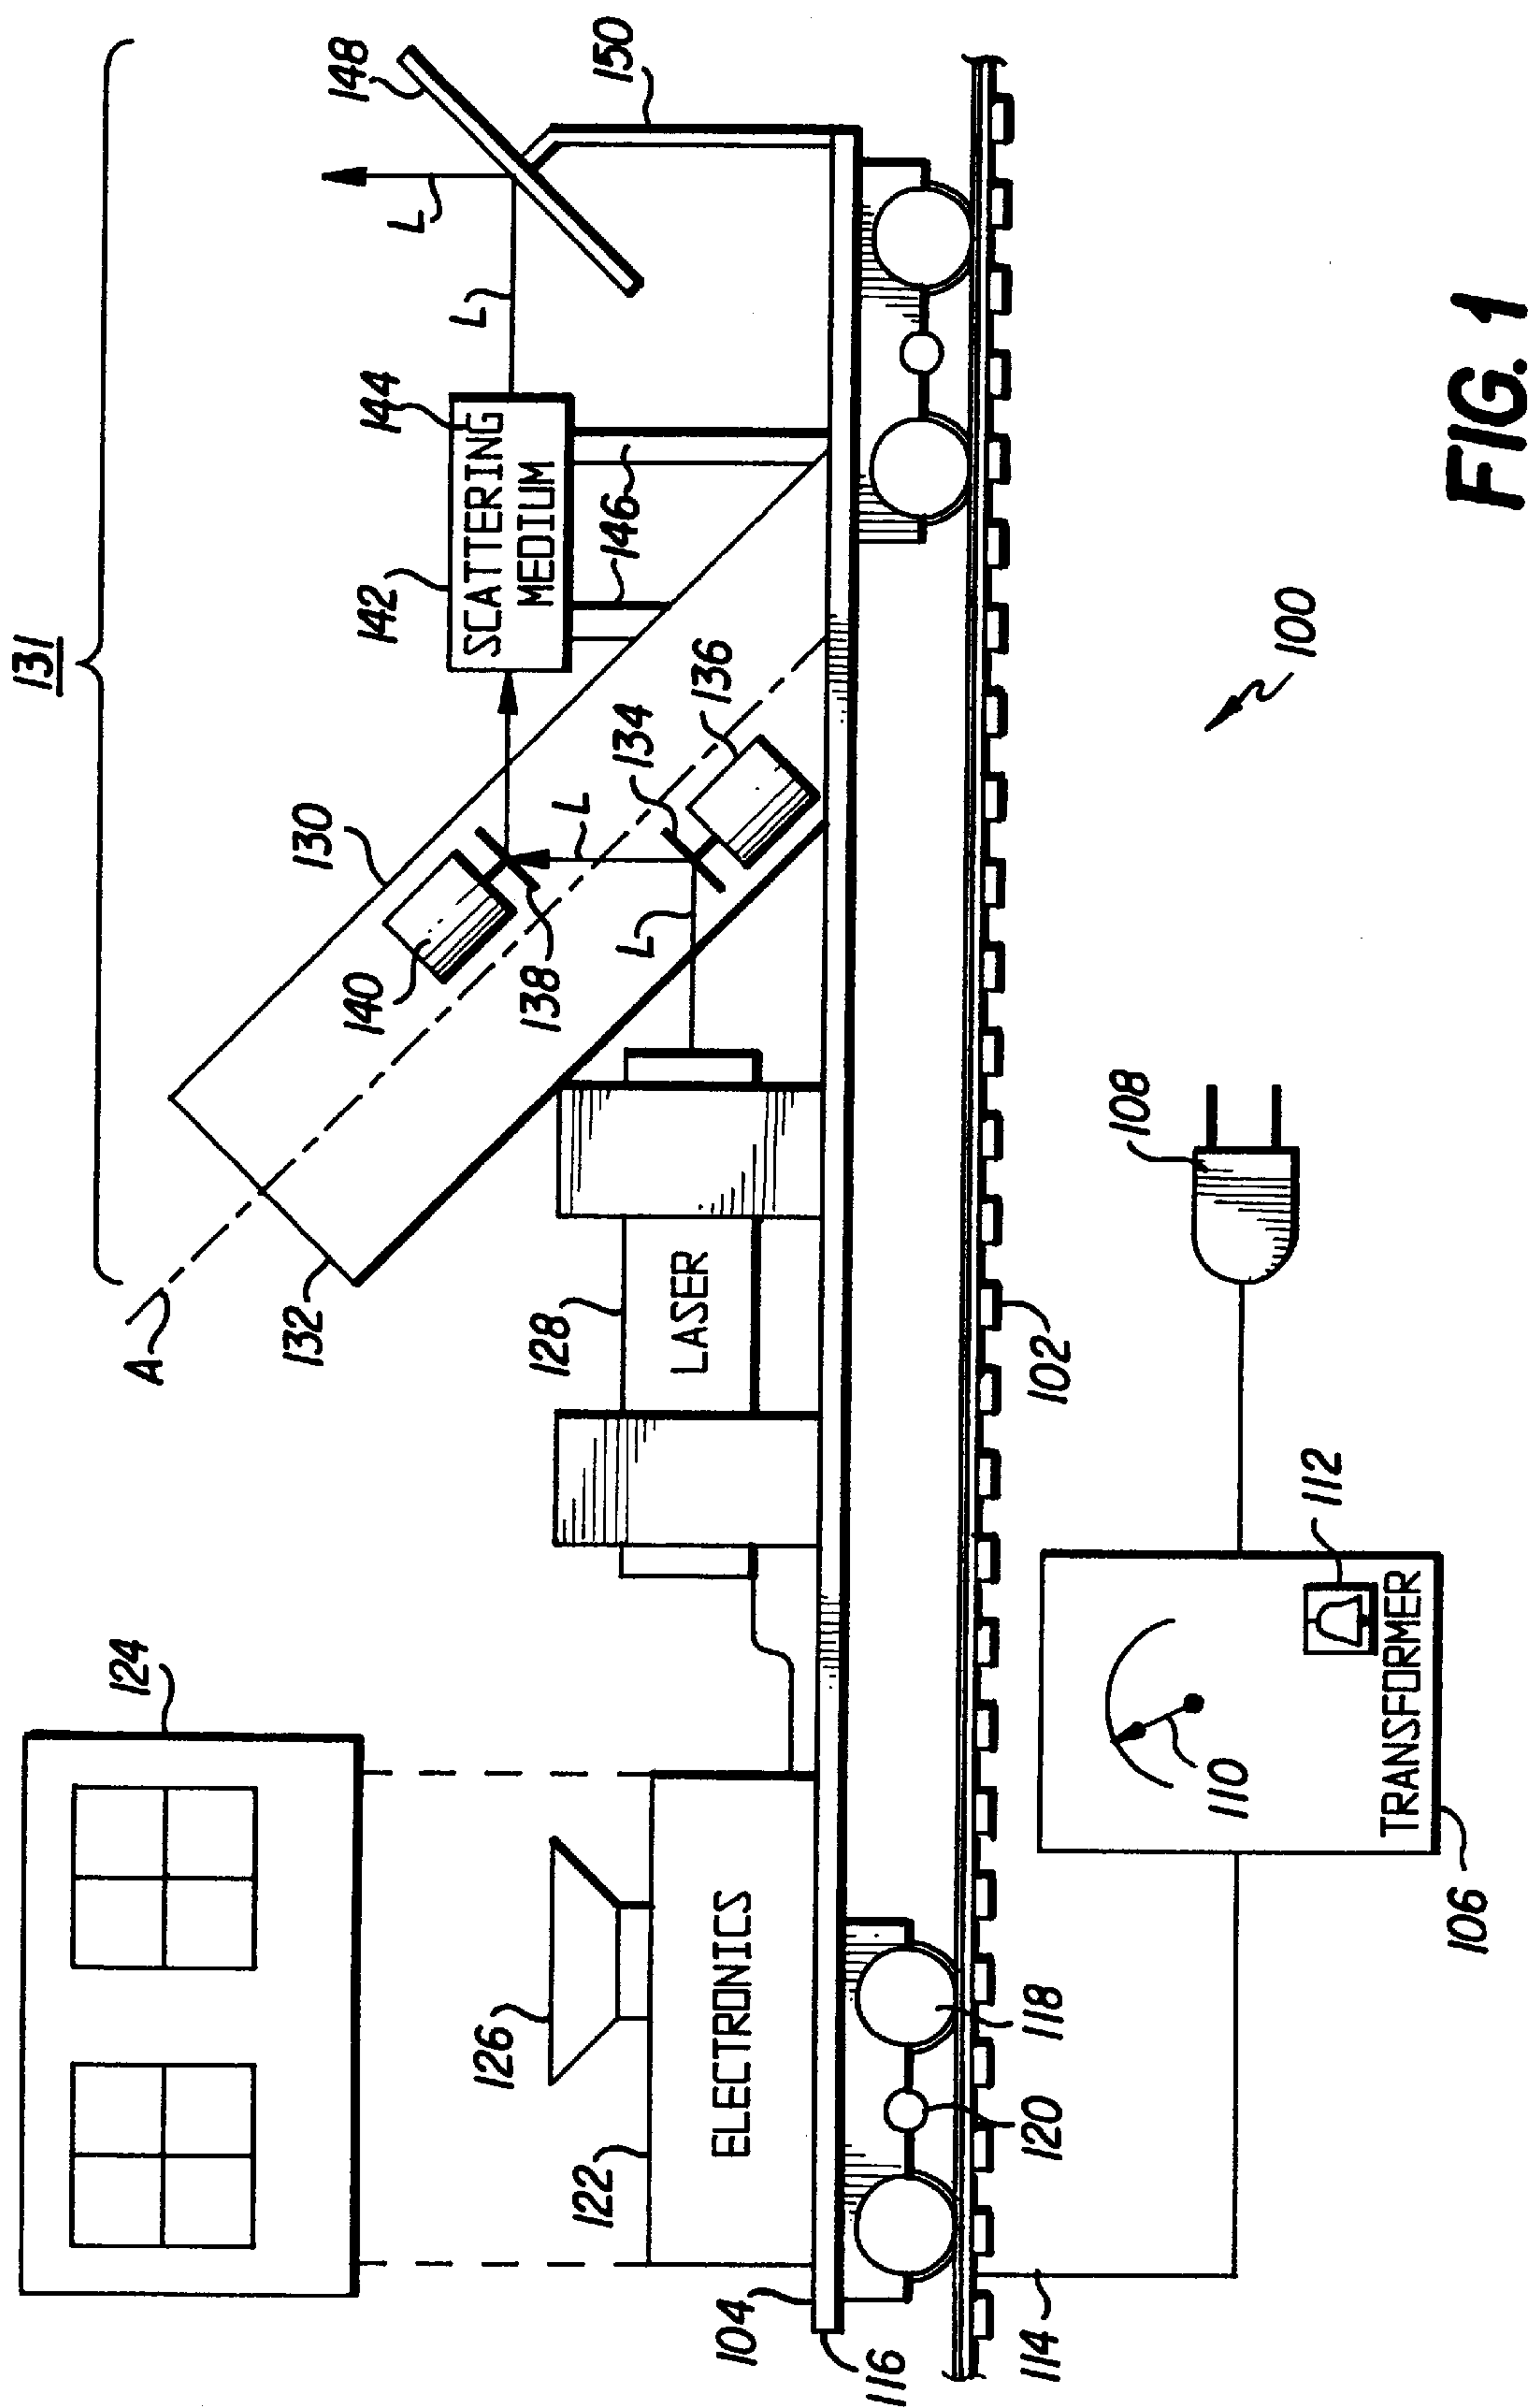 131
124
A
132
130
140
138
142
144
148
L
L
150
SCATTERING
MEDIUM
146
134
136
L
L
126
122
ELECTRONICS
128
LASER
104
116
120
118
102
114
110
112
TRANSFORMER
106
108
100
FIG. 1